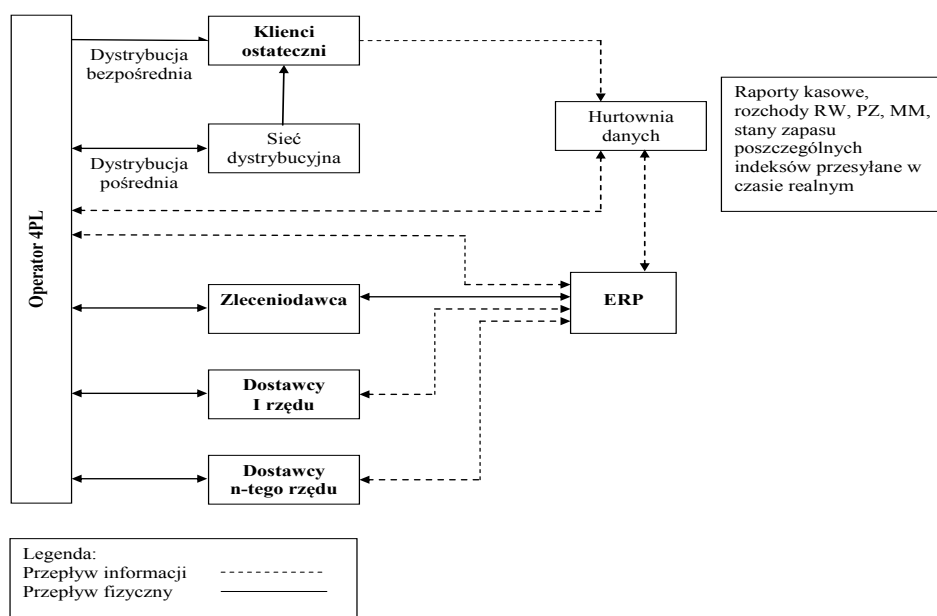 Klienci
ostateczni
Dystrybucja
bezpośrednia
Sieć
dystrybucyjna
Dystrybucja
pośrednia
Hurtownia
danych
Raporty kasowe,
rozchody RW, PZ, MM,
stany zapasu
poszczególnych
indeksów przesyłane w
czasie realnym
Operator 4PL
Zleceniodawca
ERP
Dostawcy
I rzędu
Dostawcy
n-tego rzędu
Legenda:
Przepływ informacji
Przepływ fizyczny